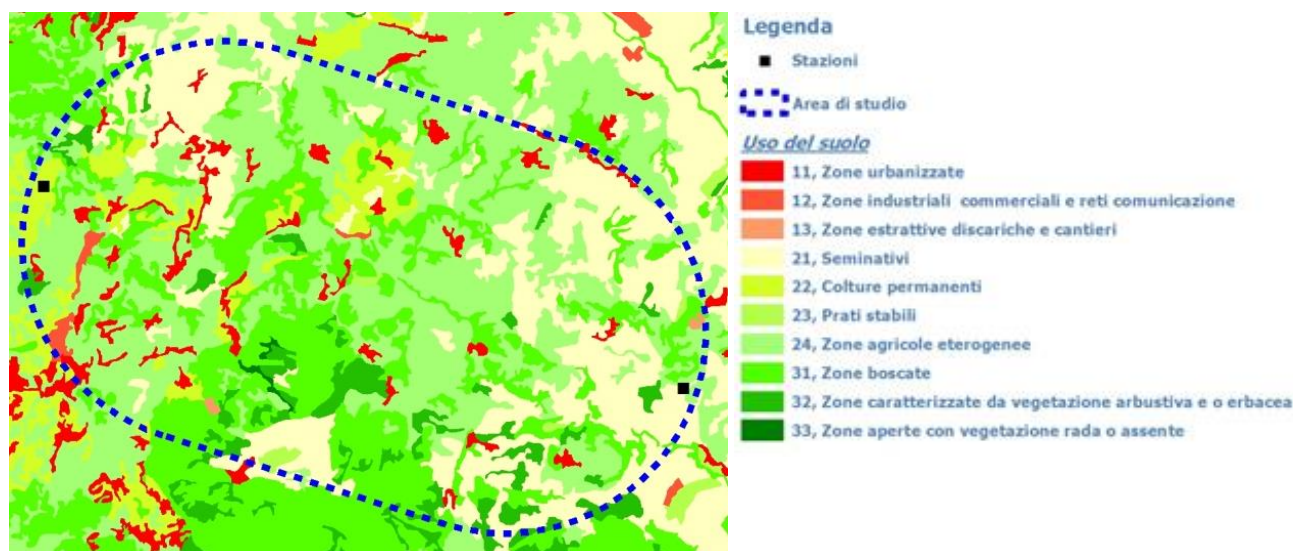 Legenda
Stazioni
Area di studio
Uso del suolo
11, Zone urbanizzate
12, Zone industriali commerciali e reti comunicazione
13, Zone estrattive discariche e cantieri
21, Seminativi
22, Colture permanenti
23, Prati stabili
24, Zone agricole eterogenee
31, Zone boscate
32, Zone caratterizzate da vegetazione arbustiva e o erbacea
33, Zone aperte con vegetazione rada o assente